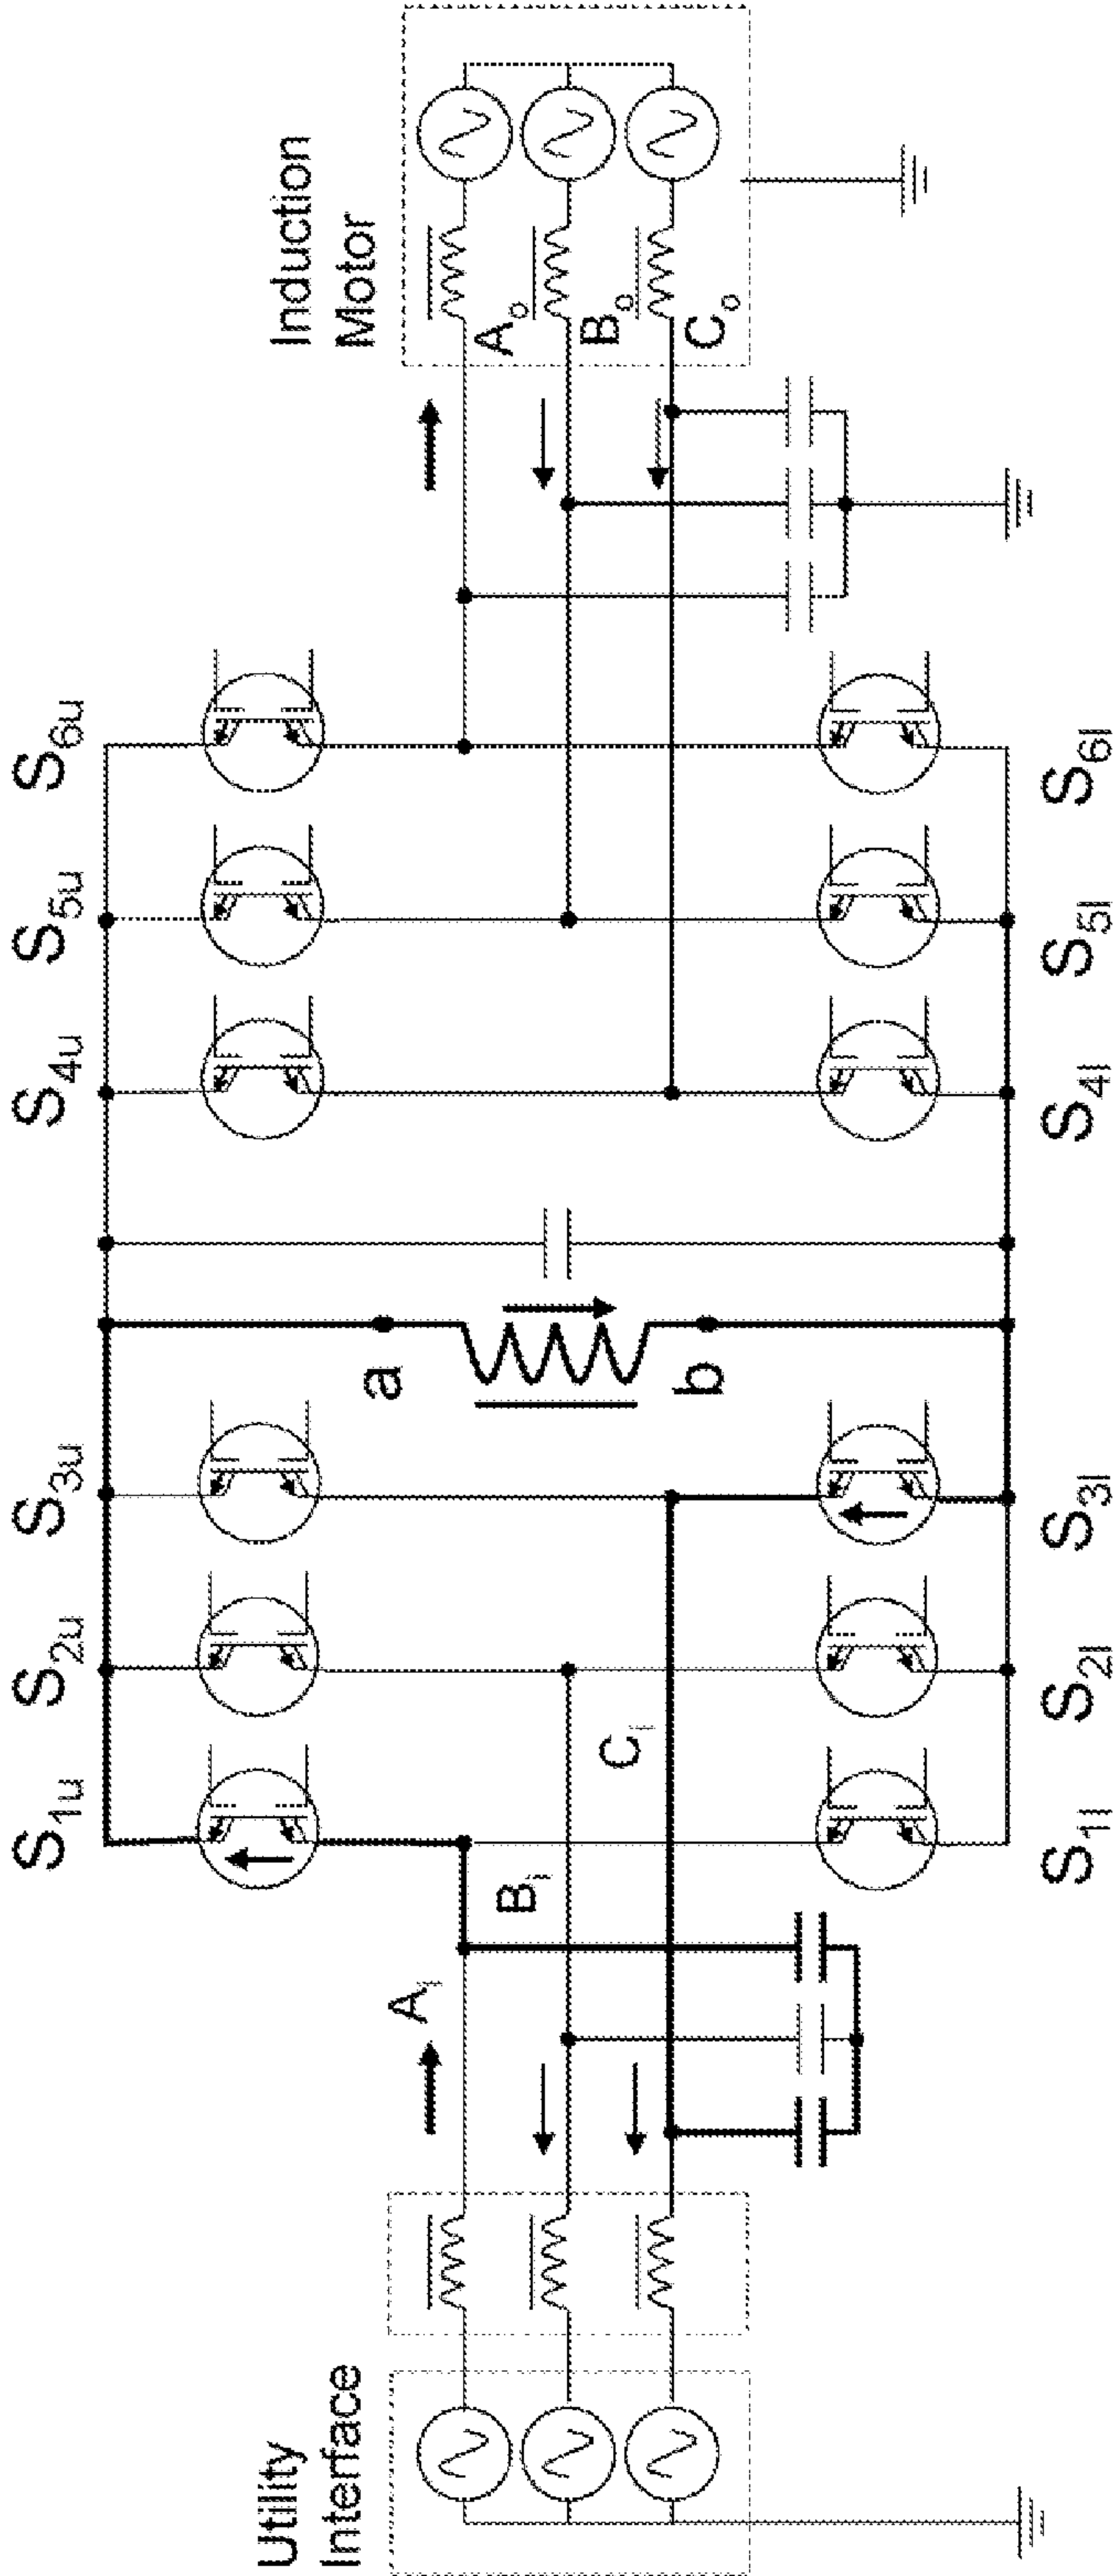 Utility
Interface
Induction
Motor
S1u
S2u
S3u
S4u
S5u
S6u
Ai
Bi
Ci
a
b
Ao
Bo
Co
S1l
S2l
S3l
S4l
S5l
S6l